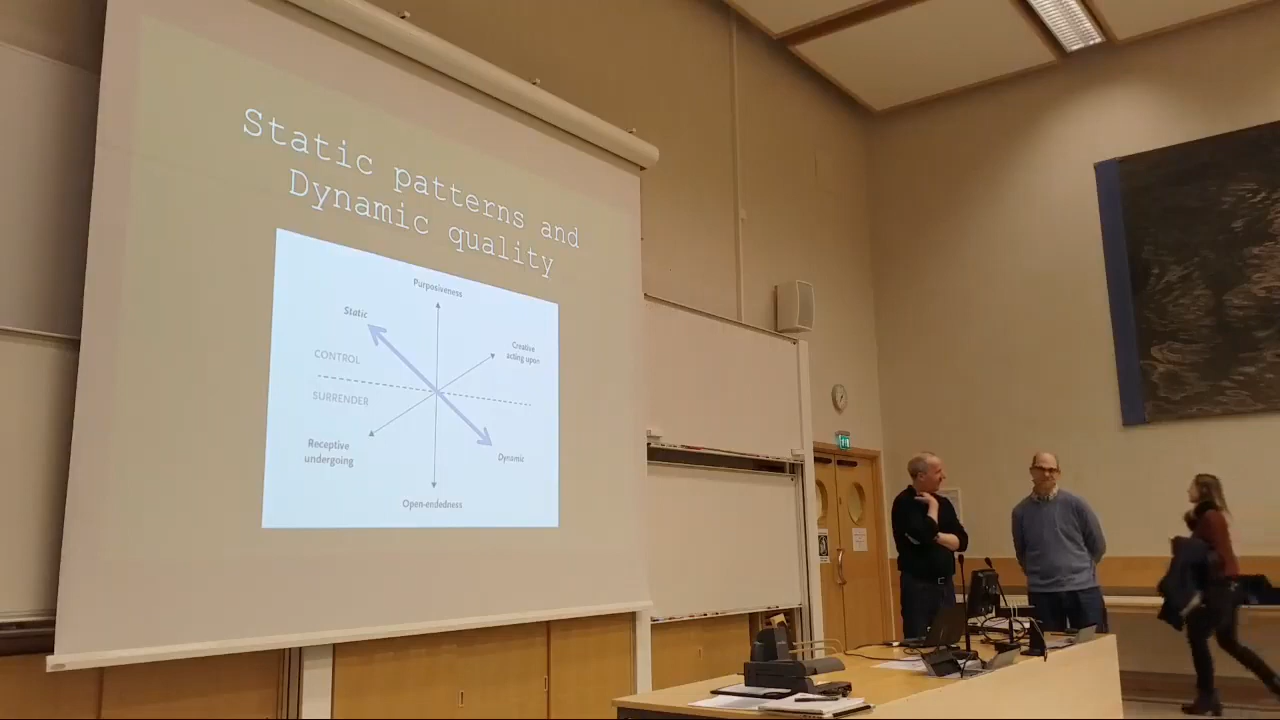 Static patterns and
Dynamic quality
Purposiveness
Static
Creative
acting upon
CONTROL
SURRENDER
Receptive
undergoing
Dynamic
Open-endedness